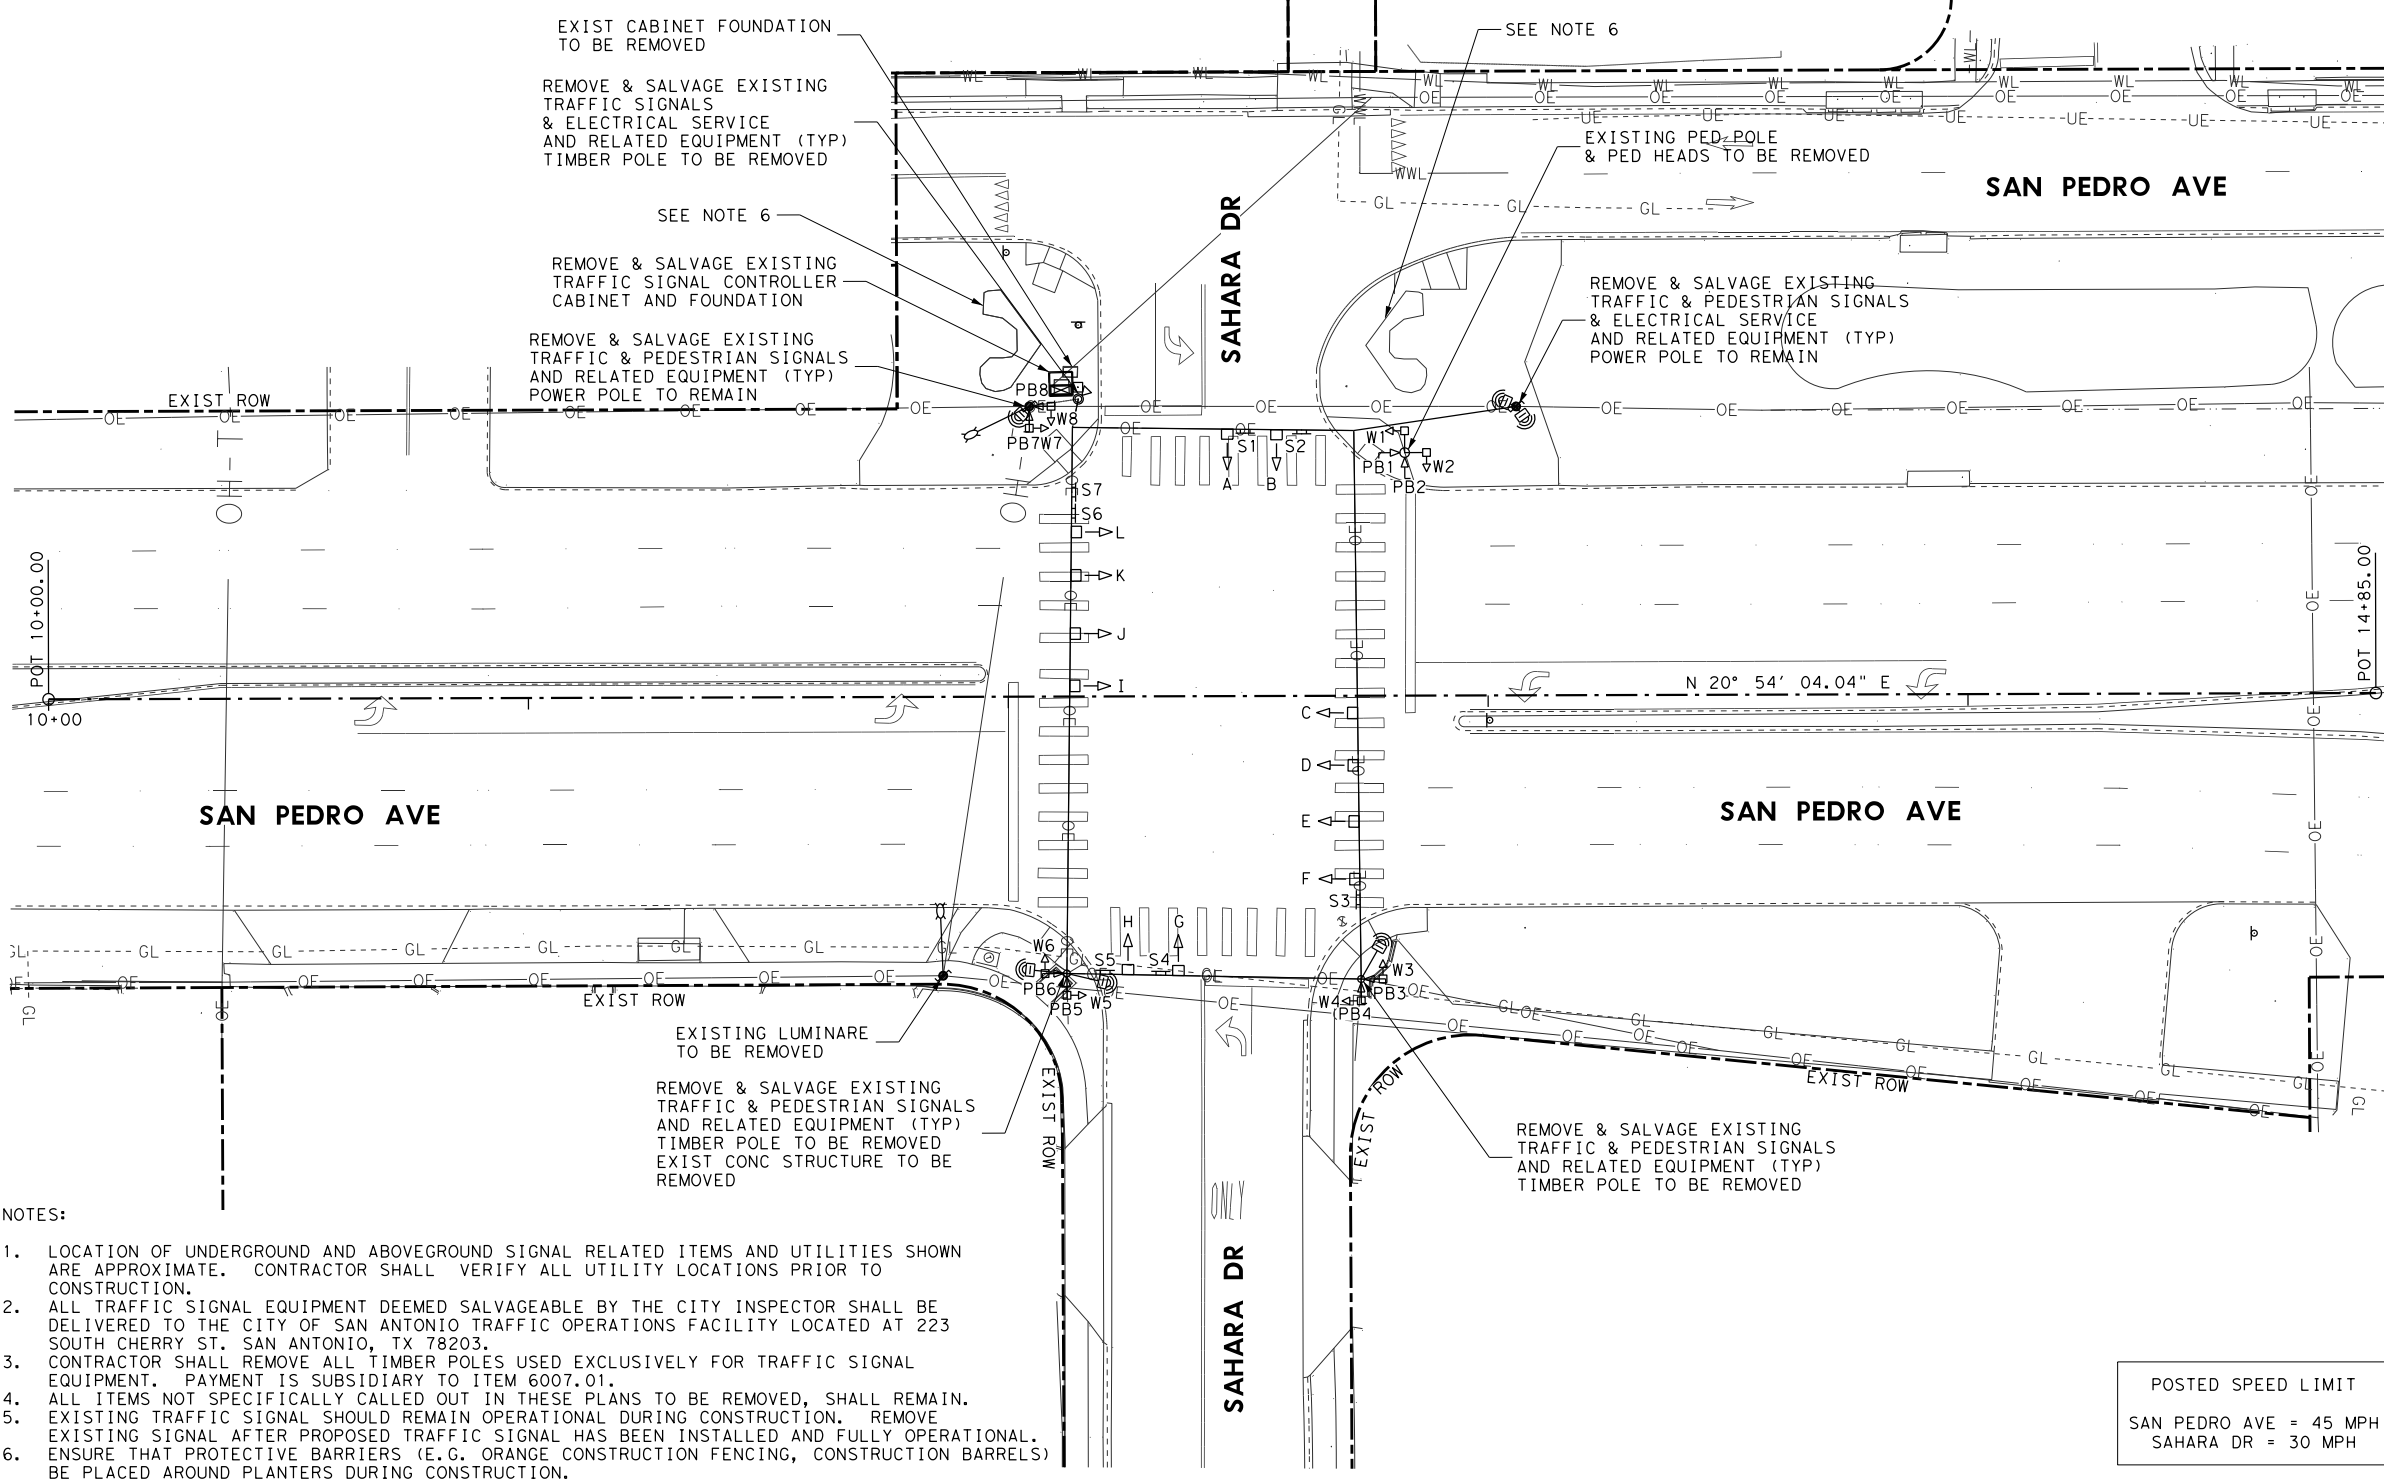 EXIST CABINET FOUNDATION
TO BE REMOVED
SEE NOTE 6
REMOVE & SALVAGE EXISTING
TRAFFIC SIGNALS
& ELECTRICAL SERVICE
AND RELATED EQUIPMENT (TYP)
TIMBER POLE TO BE REMOVED
EXISTING PED POLE
& PED HEADS TO BE REMOVED
SAN PEDRO AVE
SEE NOTE 6
SAHARA DR
REMOVE & SALVAGE EXISTING
TRAFFIC SIGNAL CONTROLLER
CABINET AND FOUNDATION
REMOVE & SALVAGE EXISTING
TRAFFIC & PEDESTRIAN SIGNALS
& ELECTRICAL SERVICE
AND RELATED EQUIPMENT (TYP)
POWER POLE TO REMAIN
REMOVE & SALVAGE EXISTING
TRAFFIC & PEDESTRIAN SIGNALS
AND RELATED EQUIPMENT (TYP)
POWER POLE TO REMAIN
EXIST ROW
PB8
W8
PB7 W7
S1
S2
W1
PB1
W2
PB2
A
B
S7
S6
L
K
J
I
POT 10+00.00
10+00
POT 14+85.00
N 20° 54′ 04.04" E
C
D
E
F
S3
SAN PEDRO AVE
SAN PEDRO AVE
H
G
W6
S5
S4
PB6
PB5
W5
W3
PB3
W4
PB4
EXIST ROW
EXISTING LUMINARE
TO BE REMOVED
REMOVE & SALVAGE EXISTING
TRAFFIC & PEDESTRIAN SIGNALS
AND RELATED EQUIPMENT (TYP)
TIMBER POLE TO BE REMOVED
EXIST CONC STRUCTURE TO BE
REMOVED
EXIST ROW
EXIST ROW
EXIST ROW
REMOVE & SALVAGE EXISTING
TRAFFIC & PEDESTRIAN SIGNALS
AND RELATED EQUIPMENT (TYP)
TIMBER POLE TO BE REMOVED
ONLY
SAHARA DR
NOTES:
1. LOCATION OF UNDERGROUND AND ABOVEGROUND SIGNAL RELATED ITEMS AND UTILITIES SHOWN
ARE APPROXIMATE. CONTRACTOR SHALL VERIFY ALL UTILITY LOCATIONS PRIOR TO
CONSTRUCTION.
2. ALL TRAFFIC SIGNAL EQUIPMENT DEEMED SALVAGEABLE BY THE CITY INSPECTOR SHALL BE
DELIVERED TO THE CITY OF SAN ANTONIO TRAFFIC OPERATIONS FACILITY LOCATED AT 223
SOUTH CHERRY ST. SAN ANTONIO, TX 78203.
3. CONTRACTOR SHALL REMOVE ALL TIMBER POLES USED EXCLUSIVELY FOR TRAFFIC SIGNAL
EQUIPMENT. PAYMENT IS SUBSIDIARY TO ITEM 6007.01.
4. ALL ITEMS NOT SPECIFICALLY CALLED OUT IN THESE PLANS TO BE REMOVED, SHALL REMAIN.
5. EXISTING TRAFFIC SIGNAL SHOULD REMAIN OPERATIONAL DURING CONSTRUCTION. REMOVE
EXISTING SIGNAL AFTER PROPOSED TRAFFIC SIGNAL HAS BEEN INSTALLED AND FULLY OPERATIONAL.
6. ENSURE THAT PROTECTIVE BARRIERS (E.G. ORANGE CONSTRUCTION FENCING, CONSTRUCTION BARRELS)
BE PLACED AROUND PLANTERS DURING CONSTRUCTION.
POSTED SPEED LIMIT
SAN PEDRO AVE = 45 MPH
SAHARA DR = 30 MPH